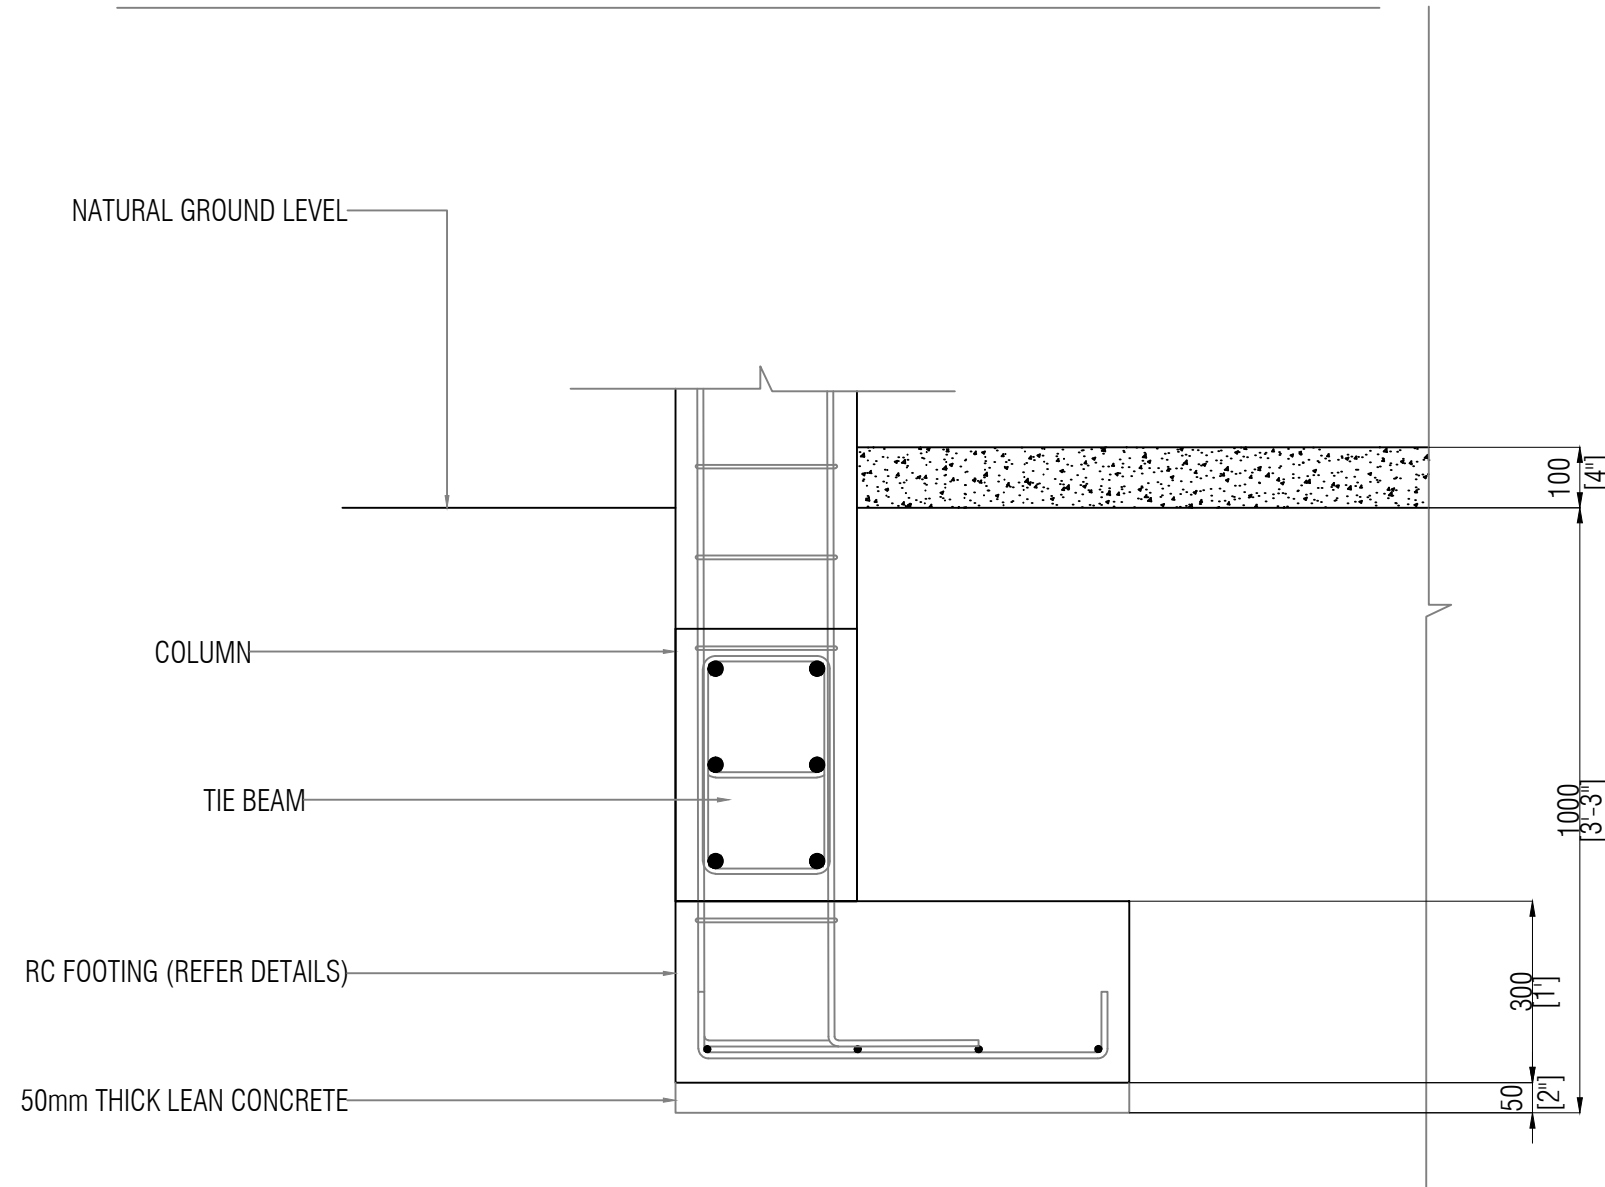 NATURAL GROUND LEVEL
100
[4"]
COLUMN
TIE BEAM
1000
[3'-3"]
RC FOOTING (REFER DETAILS)
300
[1']
50mm THICK LEAN CONCRETE
50
[2"]